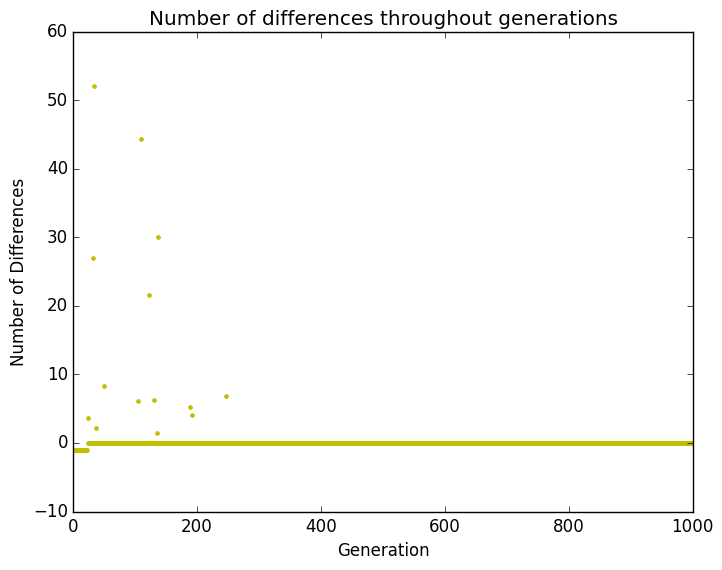 Number of differences throughout generations
60
50
40
30
20
10
0
−10
Number of Differences
0 200 400 600 800 1000
Generation